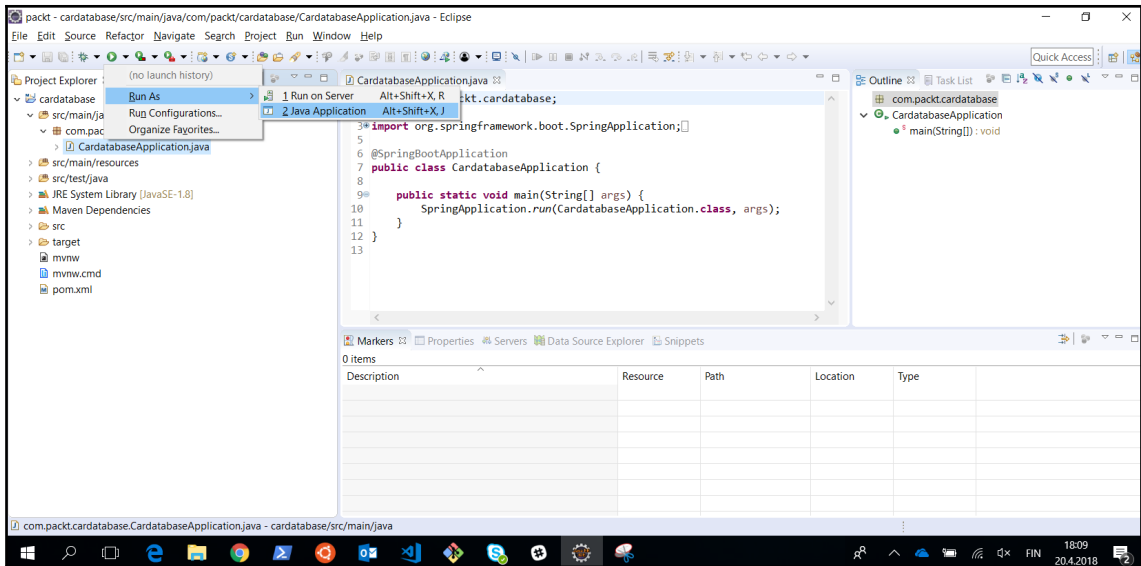 packt - cardatabase/src/main/java/com/packt/cardatabase/CardatabaseApplication.java - Eclipse
File Edit Source Refactor Navigate Search Project Run Window Help
Quick Access
Project Explorer
(no launch history)
Run As
Run Configurations...
Organize Favorites...
1 Run on Server Alt+Shift+X, R
2 Java Application Alt+Shift+X, J
cardatabase
src/main/ja
com.pac
CardatabaseApplication.java
src/main/resources
src/test/java
JRE System Library [JavaSE-1.8]
Maven Dependencies
src
target
mvnw
mvnw.cmd
pom.xml
CardatabaseApplication.java
ckt.cardatabase;
3 import org.springframework.boot.SpringApplication;
5
6 @SpringBootApplication
7 public class CardatabaseApplication {
8
9 public static void main(String[] args) {
10 SpringApplication.run(CardatabaseApplication.class, args);
11 }
12 }
13
Outline Task List
com.packt.cardatabase
CardatabaseApplication
main(String[]) : void
Markers Properties Servers Data Source Explorer Snippets
0 items
Description Resource Path Location Type
com.packt.cardatabase.CardatabaseApplication.java - cardatabase/src/main/java
FIN
18:09
20.4.2018
2